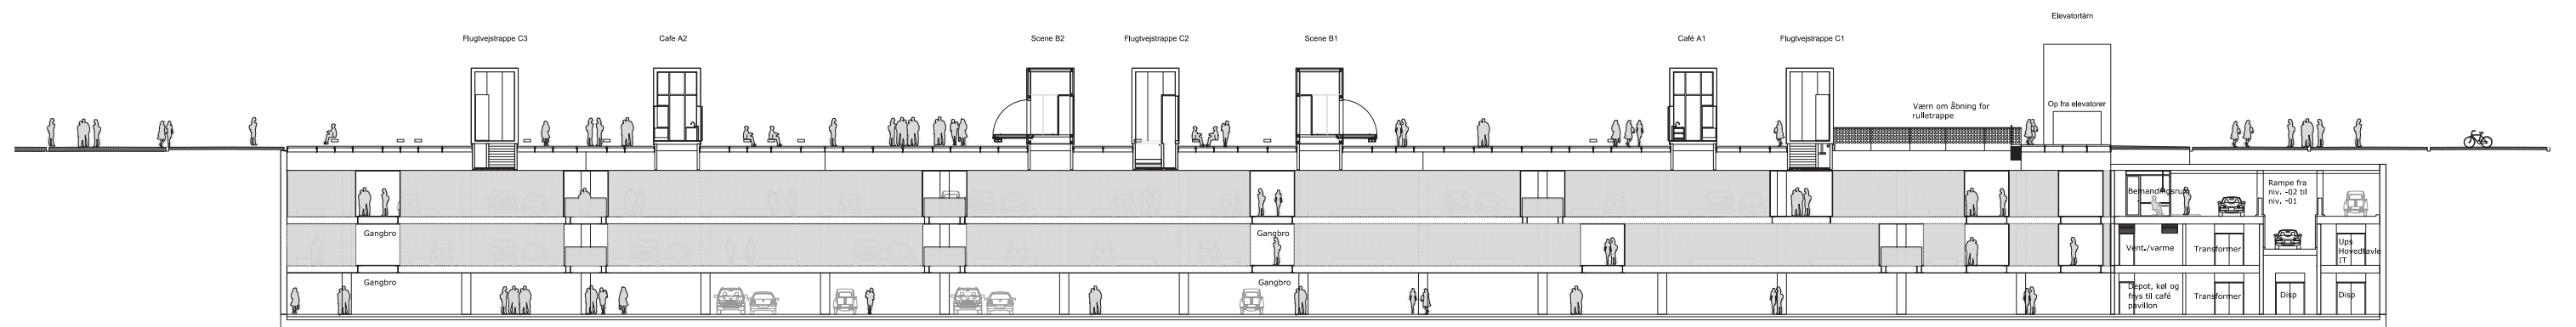 Elevatortårn
Flugtvejstrappe C3
Cafe A2
Scene B2
Flugtvejstrappe C2
Scene B1
Café A1
Flugtvejstrappe C1
Værn om åbning for
rulletrappe
Op fra elevatorer
Bemandingsrum
Rampe fra
niv. -02 til
niv. -01
Gangbro
Gangbro
Vent./varme
Transformer
Ups
Hovedtavle
IT
Gangbro
Gangbro
Depot, køl og
frys til café
pavillon
Transformer
Disp
Disp